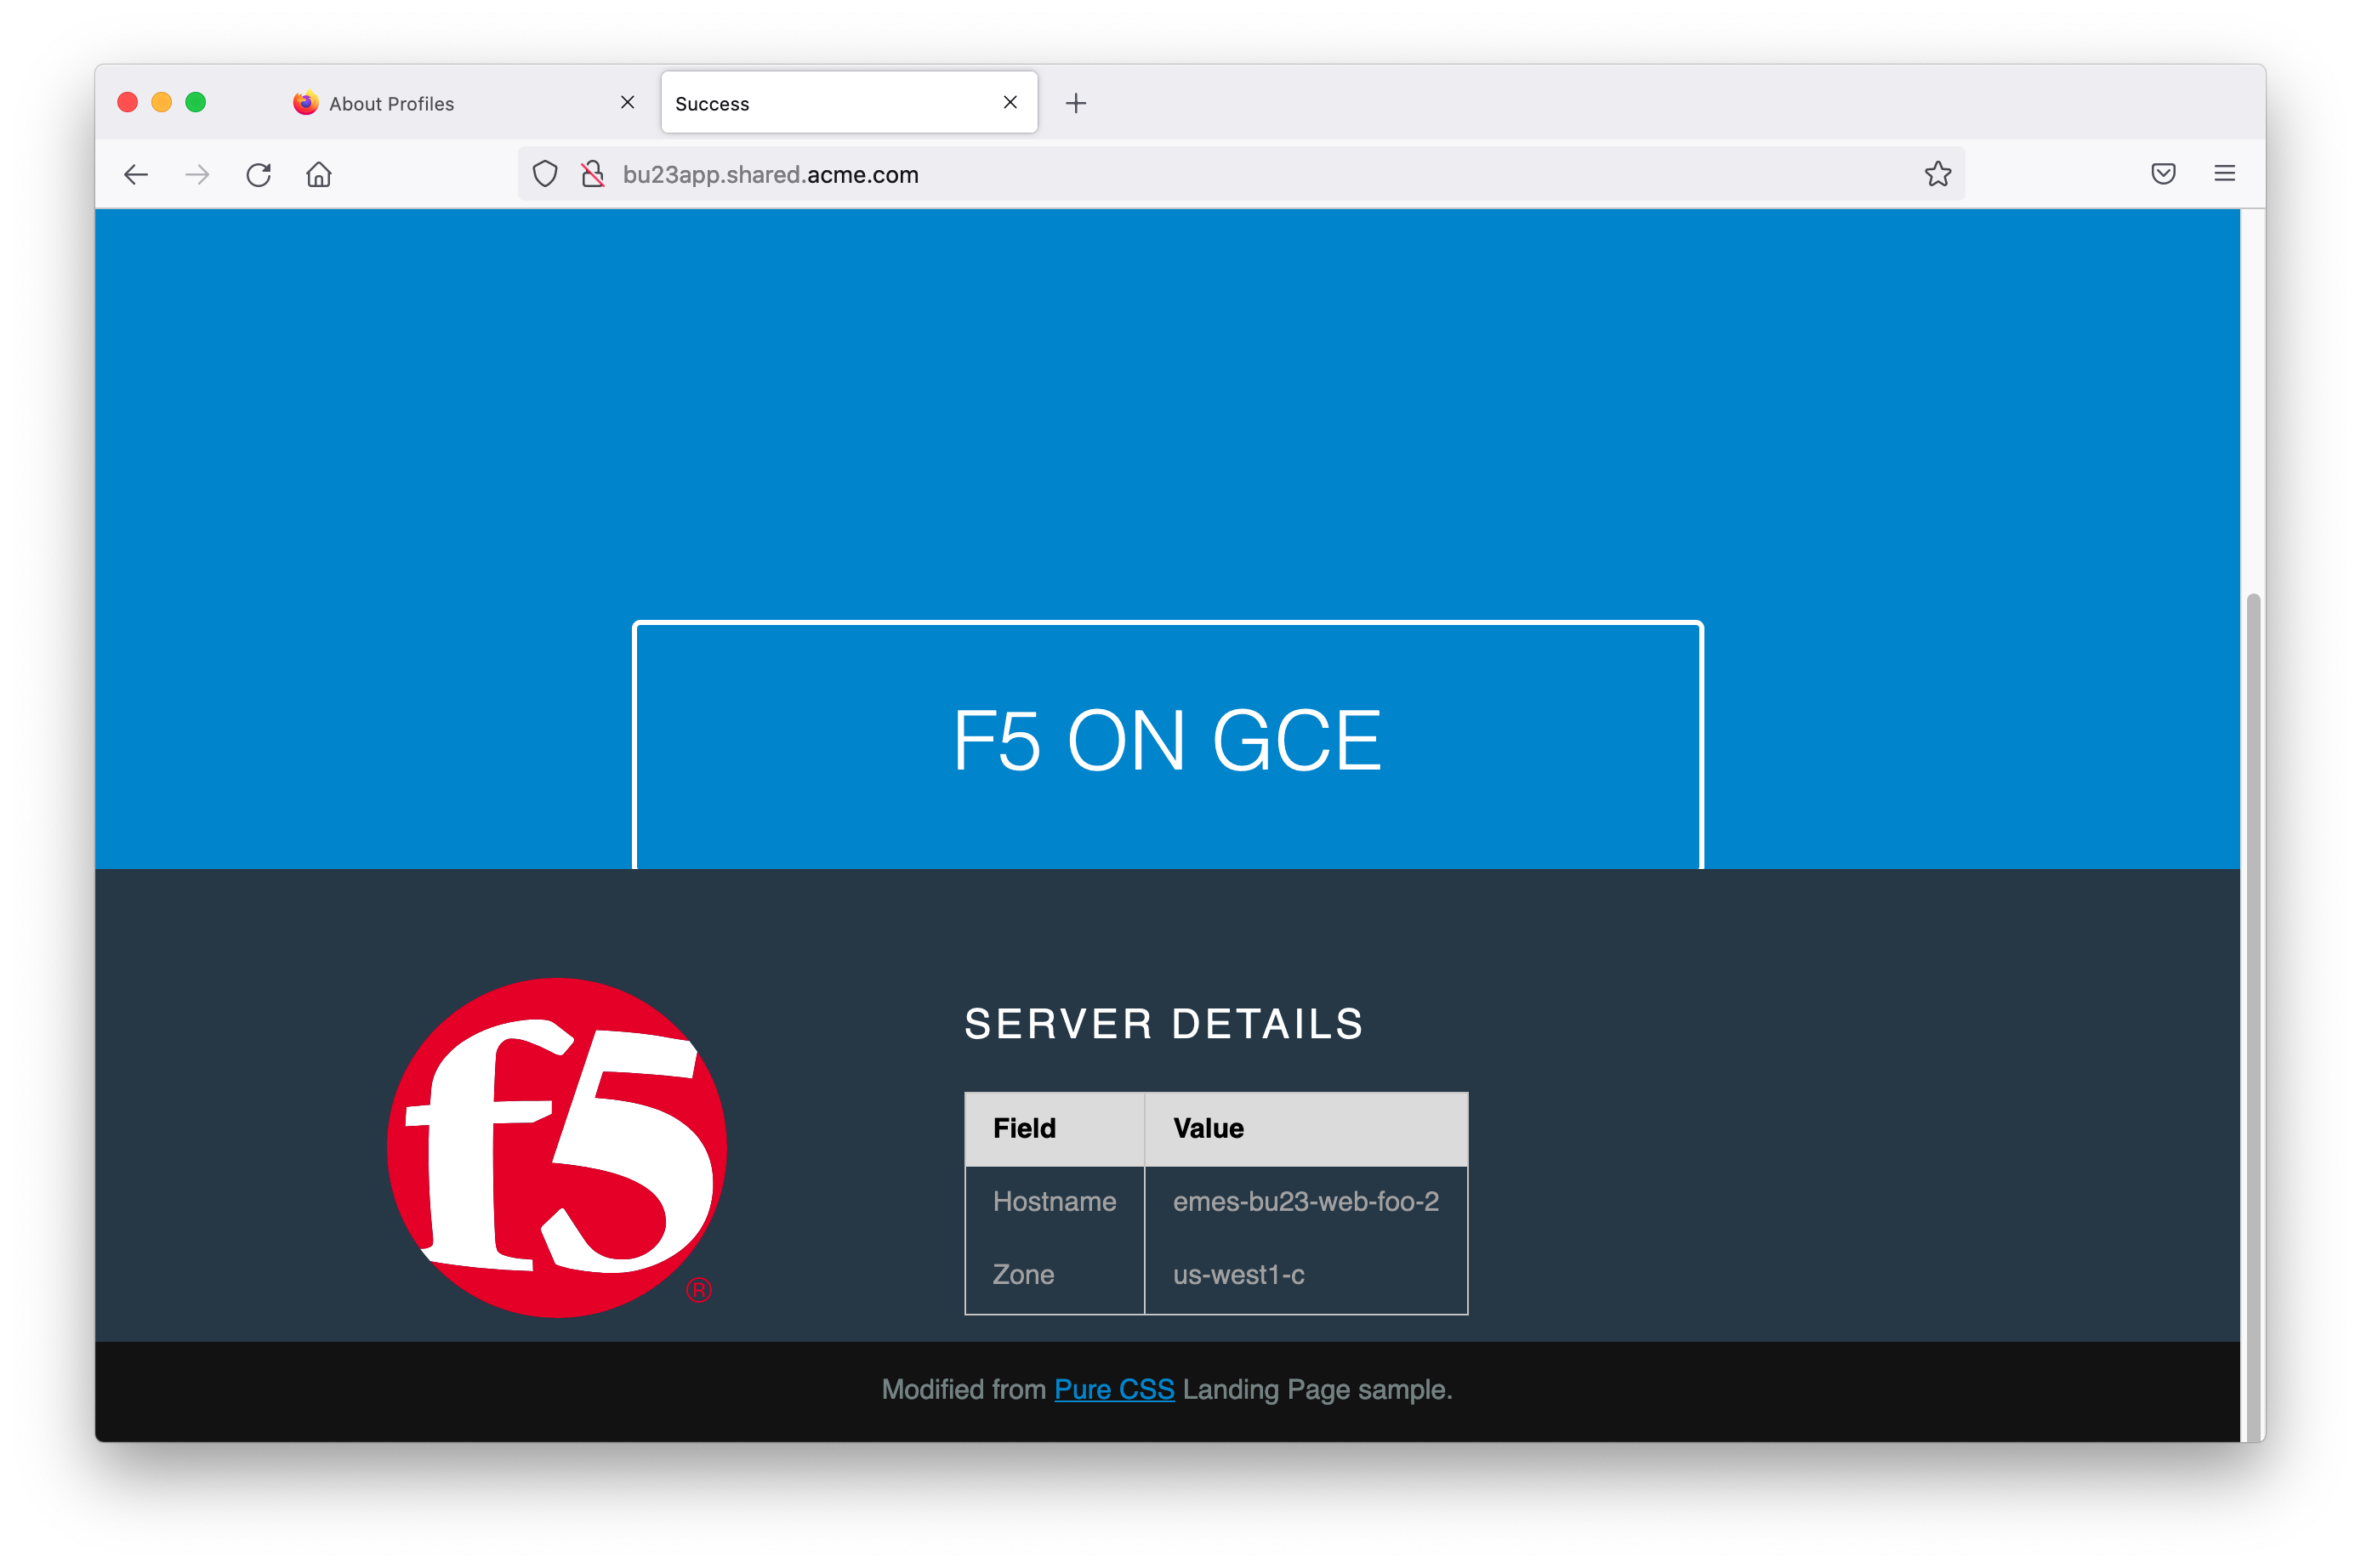 About Profiles
Success
bu23app.shared.acme.com
F5 ON GCE
f5
®
SERVER DETAILS
Field Value
Hostname emes-bu23-web-foo-2
Zone us-west1-c
Modified from Pure CSS Landing Page sample.